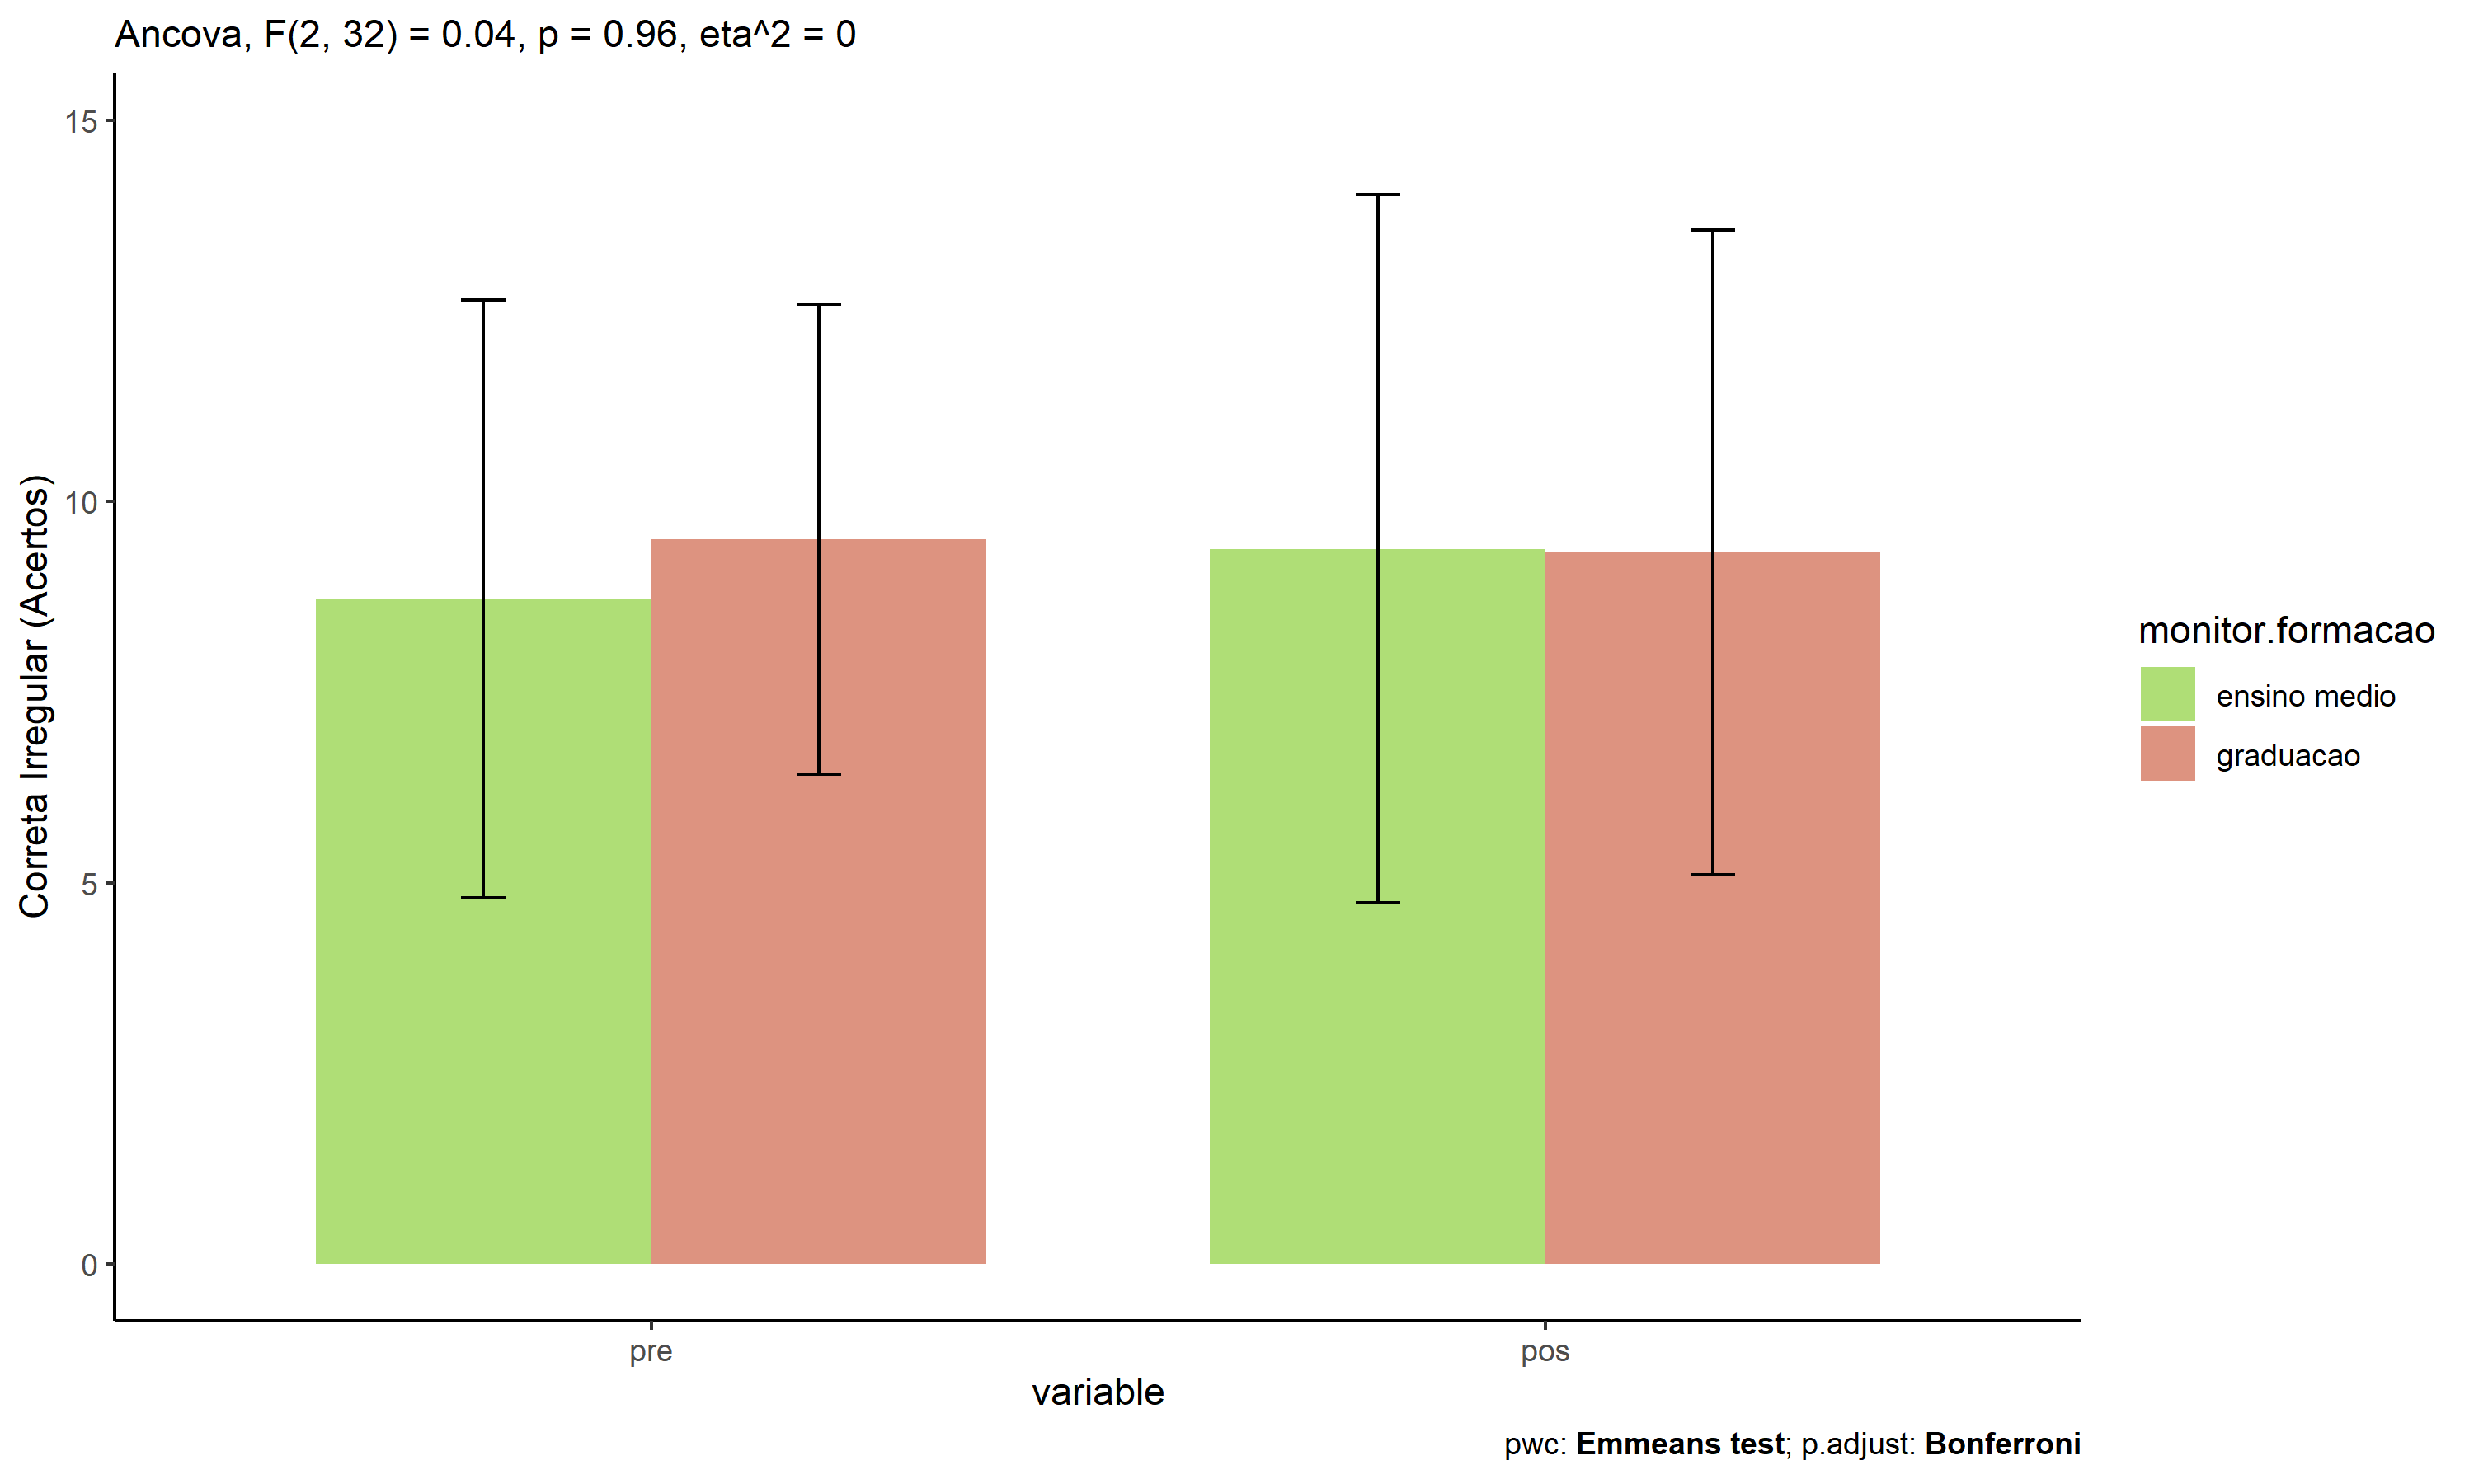 Ancova, F(2, 32) = 0.04, p = 0.96, eta^2 = 0
Correta Irregular (Acertos)
15
10
5
0
pre
pos
variable
monitor.formacao
ensino medio
graduacao
pwc: Emmeans test; p.adjust: Bonferroni